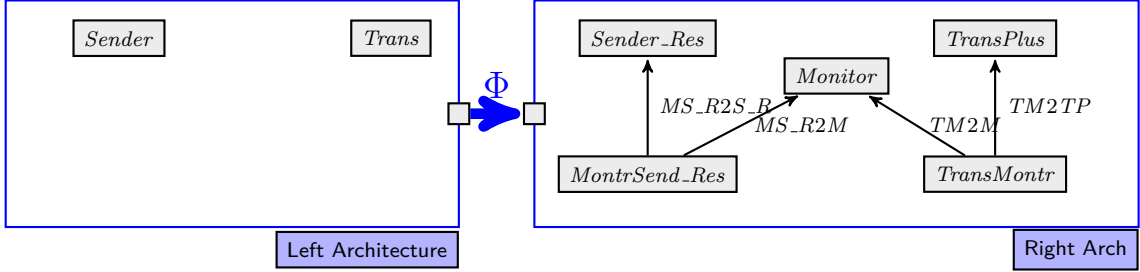 Sender
Trans
Φ
Left Architecture
Sender_Res
TransPlus
Monitor
MS_R2S_R
MS_R2M
TM2M
TM2TP
MontrSend_Res
TransMontr
Right Arch